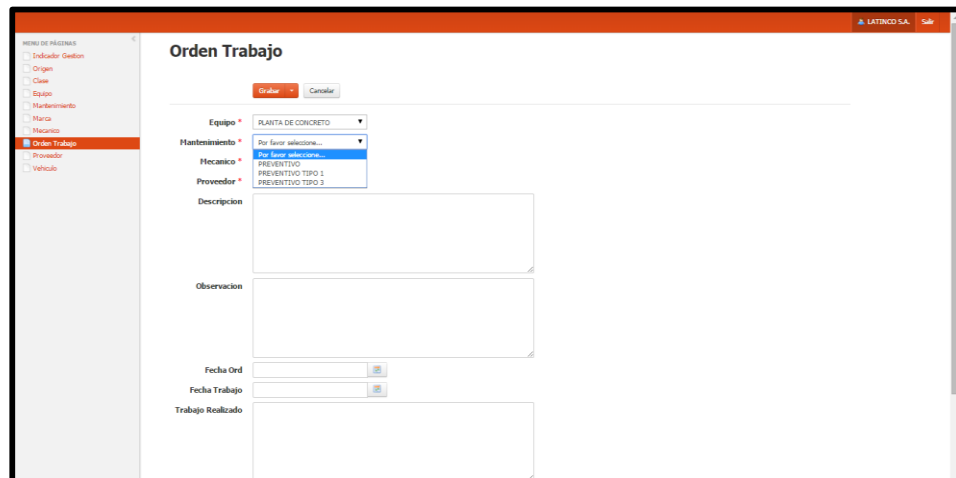 LATINCO S.A. Salir
MENU DE PÁGINAS
Indicador Gestion
Origen
Clase
Equipo
Mantenimiento
Marca
Mecanico
Orden Trabajo
Proveedor
Vehiculo
Orden Trabajo
Grabar Cancelar
Equipo * PLANTA DE CONCRETO
Mantenimiento * Por favor seleccione...
Por favor seleccione...
Mecanico * PREVENTIVO
PREVENTIVO TIPO 1
Proveedor * PREVENTIVO TIPO 3
Descripcion
Observacion
Fecha Ord
Fecha Trabajo
Trabajo Realizado